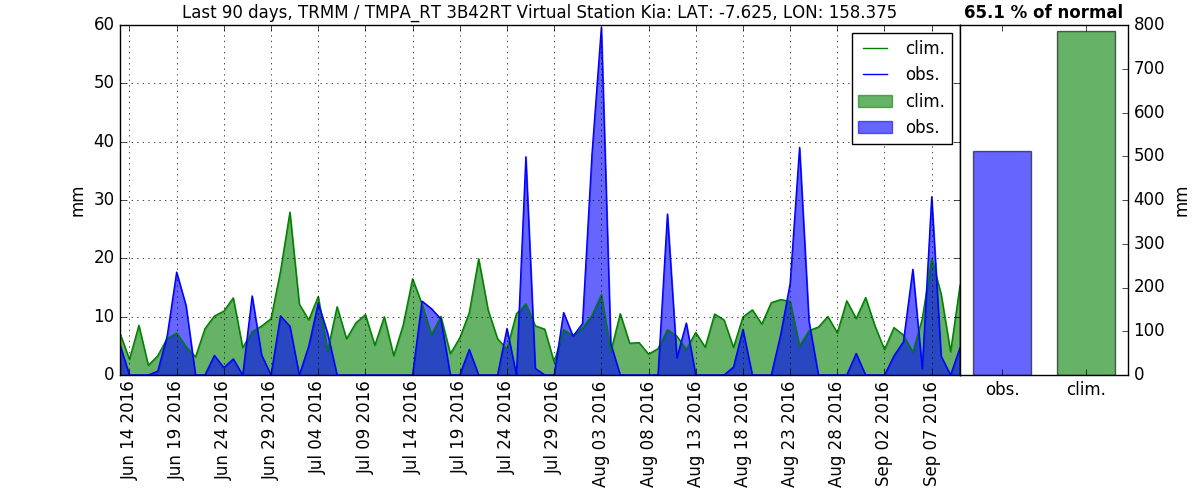 Last 90 days, TRMM / TMPA_RT 3B42RT Virtual Station Kia: LAT: -7.625, LON: 158.375
65.1 % of normal
60
50
40
30
20
10
0
mm
clim.
obs.
clim.
obs.
Jun 14 2016
Jun 19 2016
Jun 24 2016
Jun 29 2016
Jul 04 2016
Jul 09 2016
Jul 14 2016
Jul 19 2016
Jul 24 2016
Jul 29 2016
Aug 03 2016
Aug 08 2016
Aug 13 2016
Aug 18 2016
Aug 23 2016
Aug 28 2016
Sep 02 2016
Sep 07 2016
800
700
600
500
400
300
200
100
0
mm
obs.
clim.